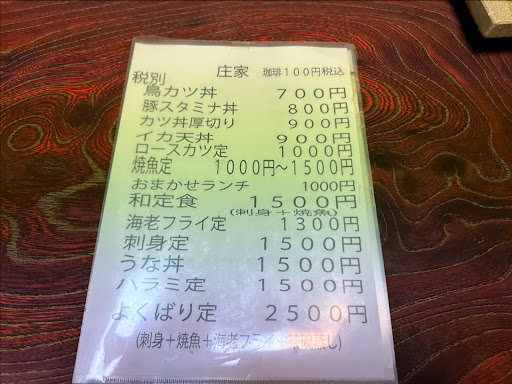 庄家 珈琲100円税込
税別
鳥カツ丼 700円
豚スタミナ丼 800円
カツ丼厚切り 900円
イカ天丼 900円
ロースカツ定 1000円
焼魚定 1000円〜1500円
おまかせランチ 1000円
和定食 1500円
(刺身＋焼魚)
海老フライ定 1300円
刺身定 1500円
うな丼 1500円
ハラミ定 1500円
よくばり定 2500円
(刺身＋焼魚＋海老フライ＋茶碗蒸し)